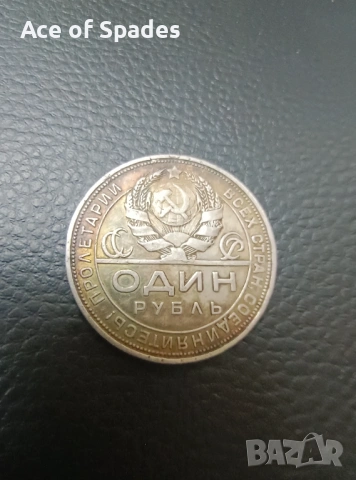 Ace of Spades
ПРОЛЕТАРИИ ВСЕХ СТРАН, СОЕДИНЯЙТЕСЬ!
СС СР
ОДИН
РУБЛЬ
BAZAR